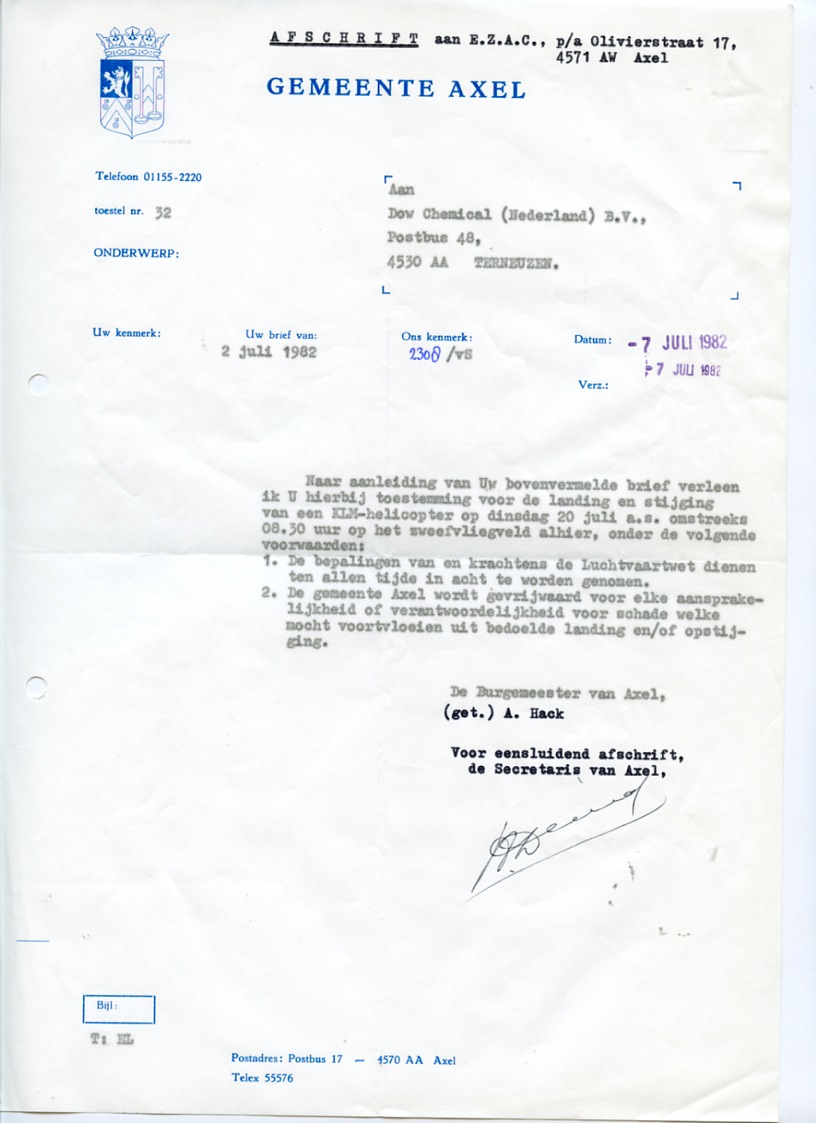 AFSCHRIFT aan E.Z.A.C., p/a Olivierstraat 17,
4571 AW Axel
GEMEENTE AXEL
Telefoon 01155-2220
toestel nr. 32
ONDERWERP:
Aan
Dow Chemical (Nederland) B.V.,
Postbus 48,
4530 AA TERNEUZEN.
Uw kenmerk:
Uw brief van:
2 juli 1982
Ons kenmerk:
2308/vS
Datum: -7 JULI 1982
-7 JULI 1982
Verz.:
Naar aanleiding van Uw bovenvermelde brief verleen
ik U hierbij toestemming voor de landing en stijging
van een KLM-helicopter op dinsdag 20 juli a.s. omstreeks
08.30 uur op het zweefvliegveld alhier, onder de volgende
voorwaarden:
1. De bepalingen van en krachtens de Luchtvaartwet dienen
ten allen tijde in acht te worden genomen.
2. De gemeente Axel wordt gevrijwaard voor elke aansprake-
lijkheid of verantwoordelijkheid voor schade welke
mocht voortvloeien uit bedoelde landing en/of opstij-
ging.
De Burgemeester van Axel,
(get.) A. Hack
Voor eensluidend afschrift,
de Secretaris van Axel,
Bijl:
T: EL
Postadres: Postbus 17 — 4570 AA Axel
Telex 55576